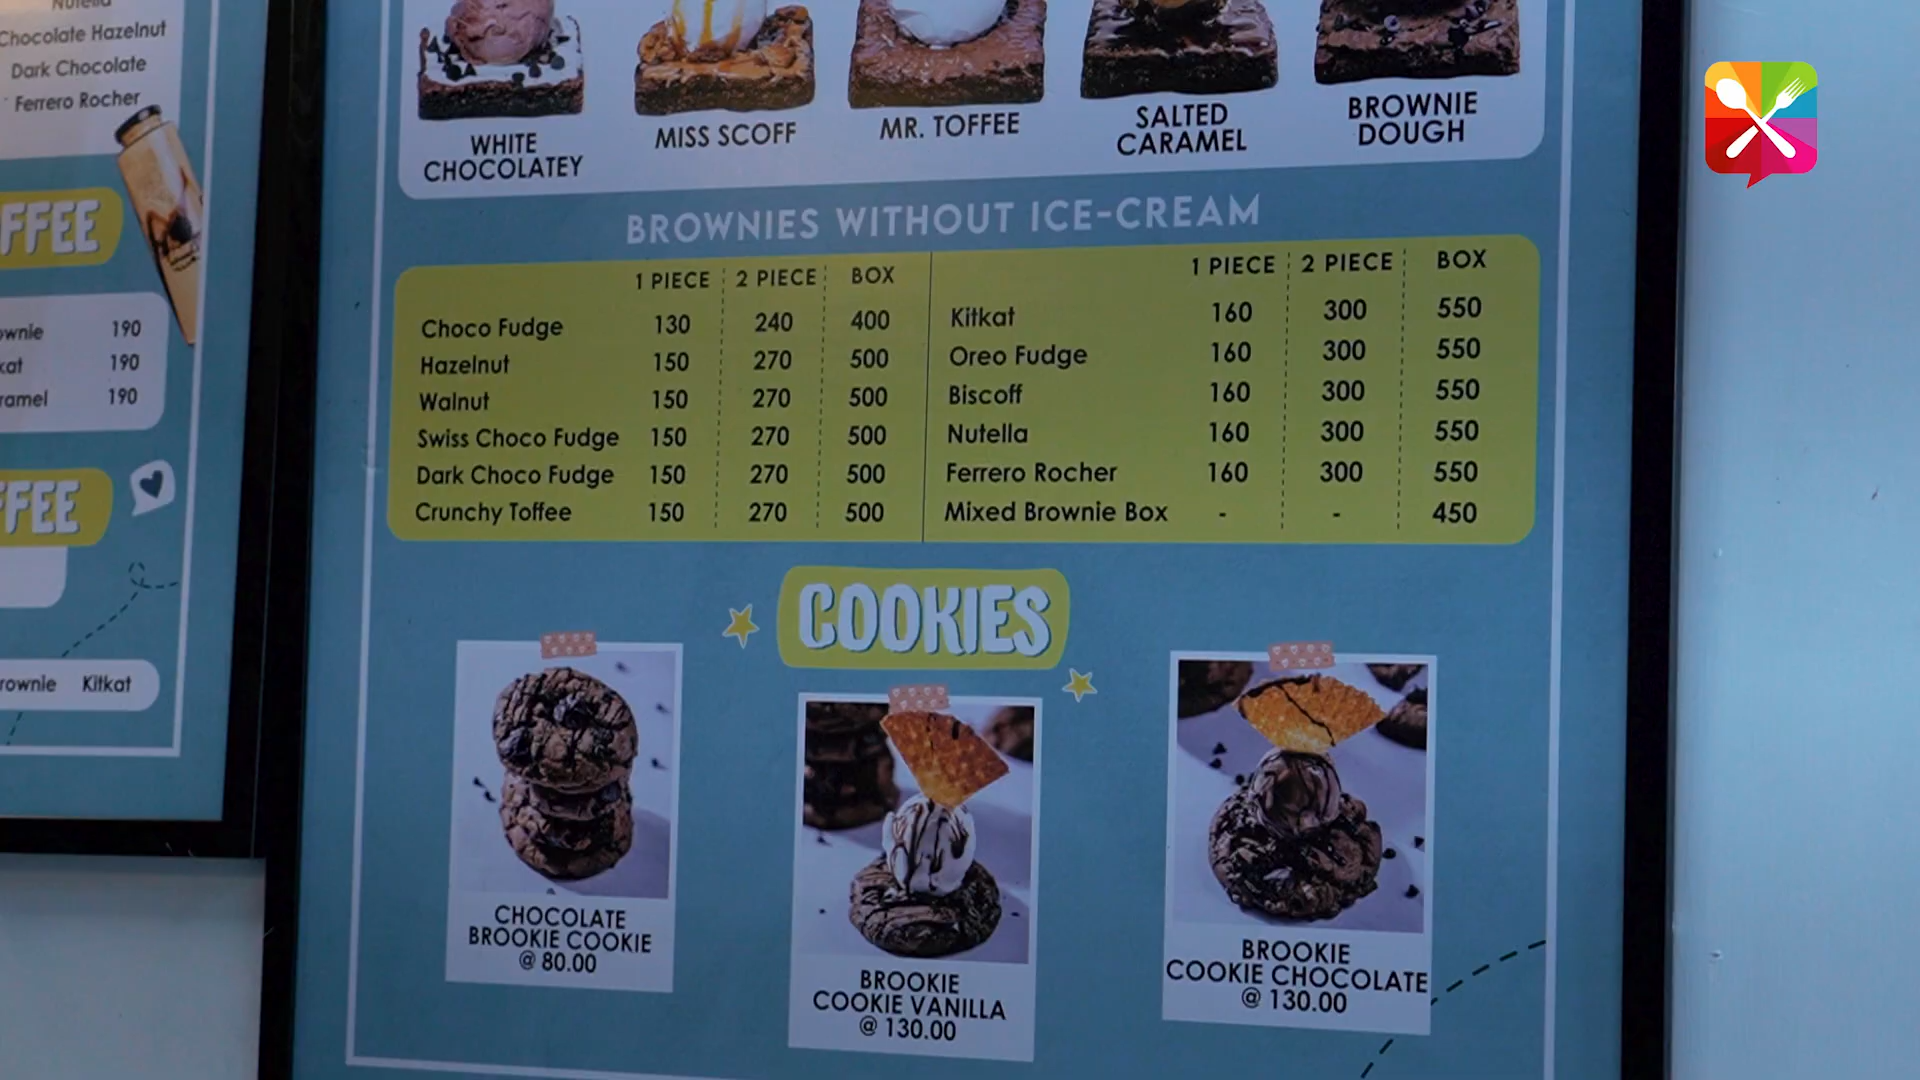 Nutella
Chocolate Hazelnut
Dark Chocolate
Ferrero Rocher
FFEE
ownie 190
kat 190
ramel 190
FFEE
rownie Kitkat
WHITE
CHOCOLATEY
MISS SCOFF
MR. TOFFEE
SALTED
CARAMEL
BROWNIE
DOUGH
BROWNIES WITHOUT ICE-CREAM
1 PIECE 2 PIECE BOX
Choco Fudge 130 240 400
Hazelnut 150 270 500
Walnut 150 270 500
Swiss Choco Fudge 150 270 500
Dark Choco Fudge 150 270 500
Crunchy Toffee 150 270 500
1 PIECE 2 PIECE BOX
Kitkat 160 300 550
Oreo Fudge 160 300 550
Biscoff 160 300 550
Nutella 160 300 550
Ferrero Rocher 160 300 550
Mixed Brownie Box - - 450
COOKIES
CHOCOLATE
BROOKIE COOKIE
@ 80.00
BROOKIE
COOKIE VANILLA
@ 130.00
BROOKIE
COOKIE CHOCOLATE
@ 130.00